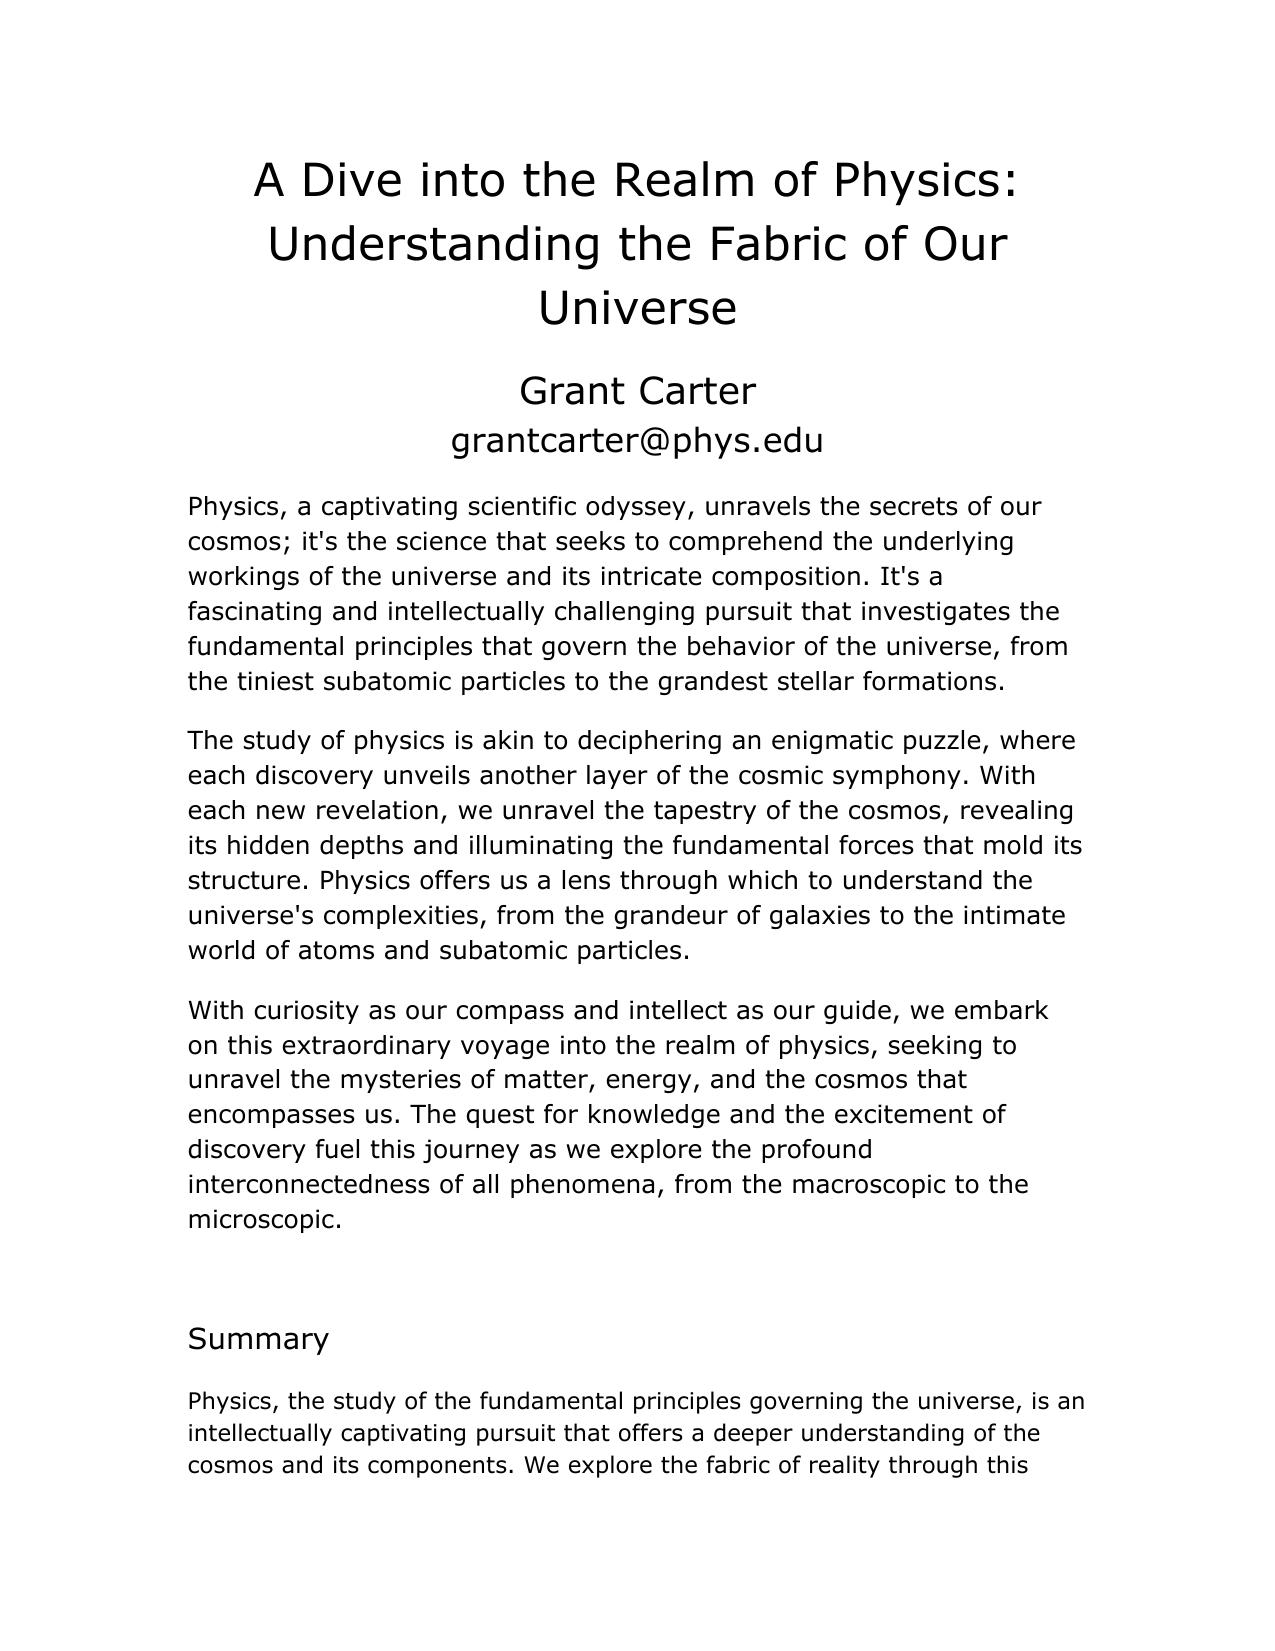 A Dive into the Realm of Physics:
Understanding the Fabric of Our
Universe
Grant Carter
grantcarter@phys.edu
Physics, a captivating scientific odyssey, unravels the secrets of our
cosmos; it's the science that seeks to comprehend the underlying
workings of the universe and its intricate composition. It's a
fascinating and intellectually challenging pursuit that investigates the
fundamental principles that govern the behavior of the universe, from
the tiniest subatomic particles to the grandest stellar formations.
The study of physics is akin to deciphering an enigmatic puzzle, where
each discovery unveils another layer of the cosmic symphony. With
each new revelation, we unravel the tapestry of the cosmos, revealing
its hidden depths and illuminating the fundamental forces that mold its
structure. Physics offers us a lens through which to understand the
universe's complexities, from the grandeur of galaxies to the intimate
world of atoms and subatomic particles.
With curiosity as our compass and intellect as our guide, we embark
on this extraordinary voyage into the realm of physics, seeking to
unravel the mysteries of matter, energy, and the cosmos that
encompasses us. The quest for knowledge and the excitement of
discovery fuel this journey as we explore the profound
interconnectedness of all phenomena, from the macroscopic to the
microscopic.
Summary
Physics, the study of the fundamental principles governing the universe, is an
intellectually captivating pursuit that offers a deeper understanding of the
cosmos and its components. We explore the fabric of reality through this